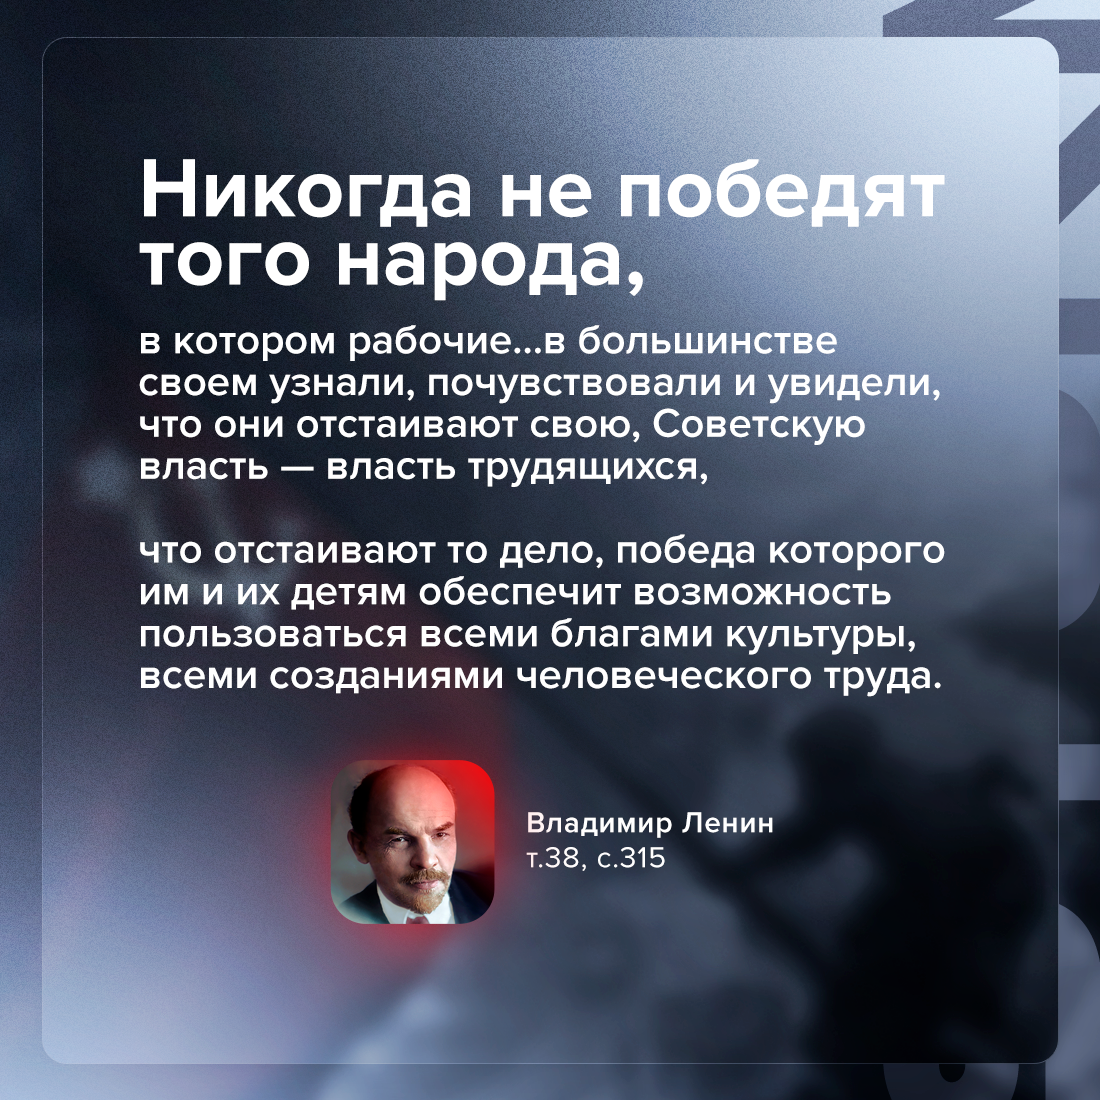 Никогда не победят
того народа,
в котором рабочие...в большинстве
своем узнали, почувствовали и увидели,
что они отстаивают свою, Советскую
власть — власть трудящихся,
что отстаивают то дело, победа которого
им и их детям обеспечит возможность
пользоваться всеми благами культуры,
всеми созданиями человеческого труда.
Владимир Ленин
т.38, с.315